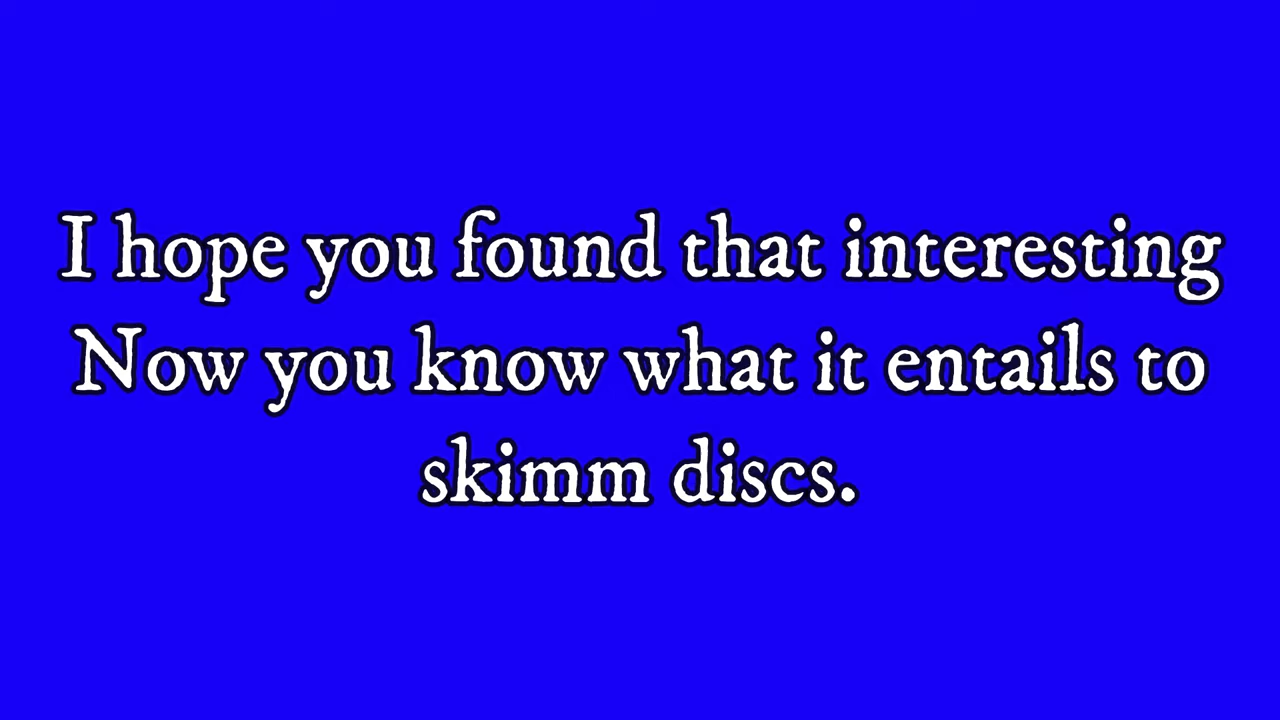 I hope you found that interesting
Now you know what it entails to
skimm discs.